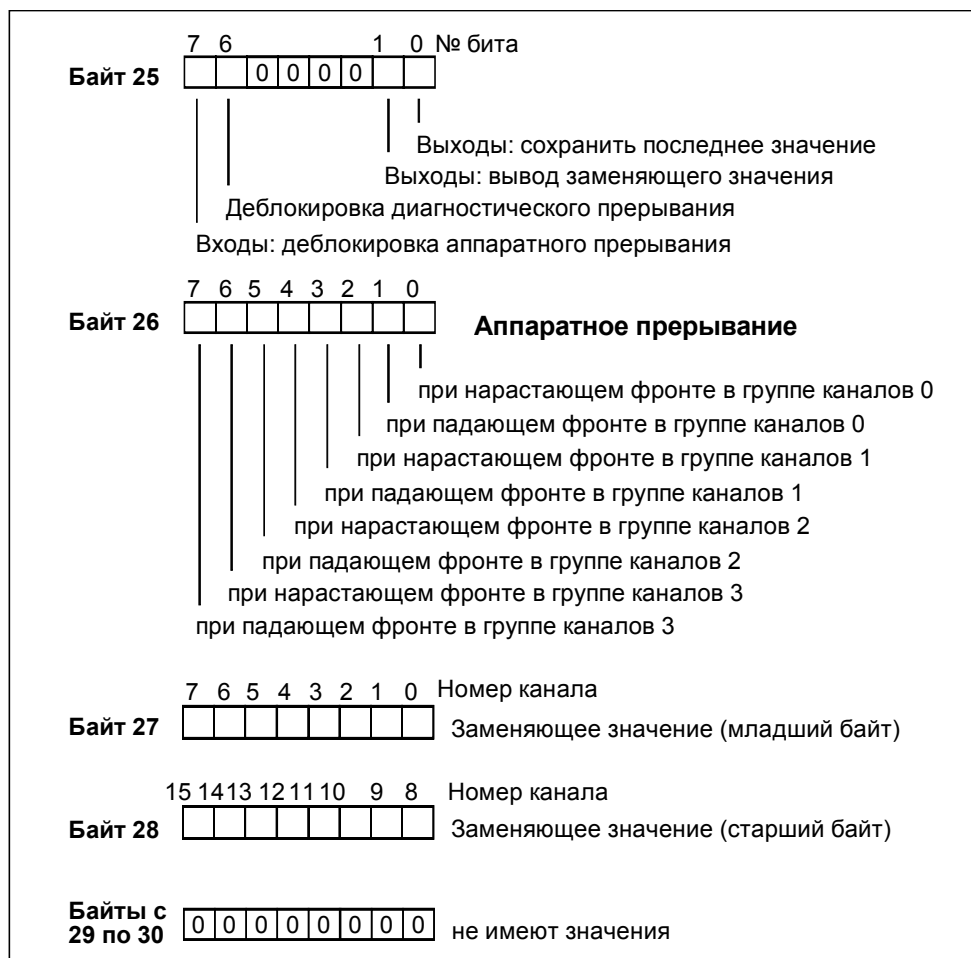 7 6 1 0 № бита
Байт 25 0 0 0 0
Выходы: сохранить последнее значение
Выходы: вывод заменяющего значения
Деблокировка диагностического прерывания
Входы: деблокировка аппаратного прерывания
7 6 5 4 3 2 1 0
Байт 26 Аппаратное прерывание
при нарастающем фронте в группе каналов 0
при падающем фронте в группе каналов 0
при нарастающем фронте в группе каналов 1
при падающем фронте в группе каналов 1
при нарастающем фронте в группе каналов 2
при падающем фронте в группе каналов 2
при нарастающем фронте в группе каналов 3
при падающем фронте в группе каналов 3
7 6 5 4 3 2 1 0 Номер канала
Байт 27 Заменяющее значение (младший байт)
15 14 13 12 11 10 9 8 Номер канала
Байт 28 Заменяющее значение (старший байт)
Байты с
29 по 30 0 0 0 0 0 0 0 0 не имеют значения